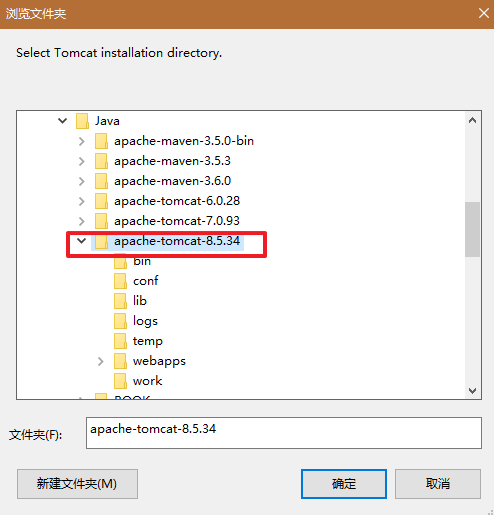 浏览文件夹
Select Tomcat installation directory.
Java
apache-maven-3.5.0-bin
apache-maven-3.5.3
apache-maven-3.6.0
apache-tomcat-6.0.28
apache-tomcat-7.0.93
apache-tomcat-8.5.34
bin
conf
lib
logs
temp
webapps
work
文件夹(F):
apache-tomcat-8.5.34
新建文件夹(M)
确定
取消